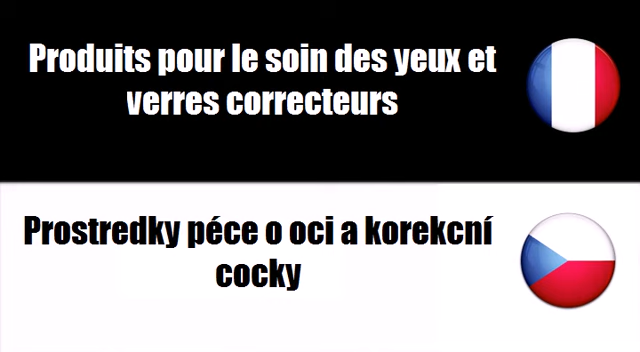 Produits pour le soin des yeux et
verres correcteurs
Prostredky péce o oci a korekcní
cocky